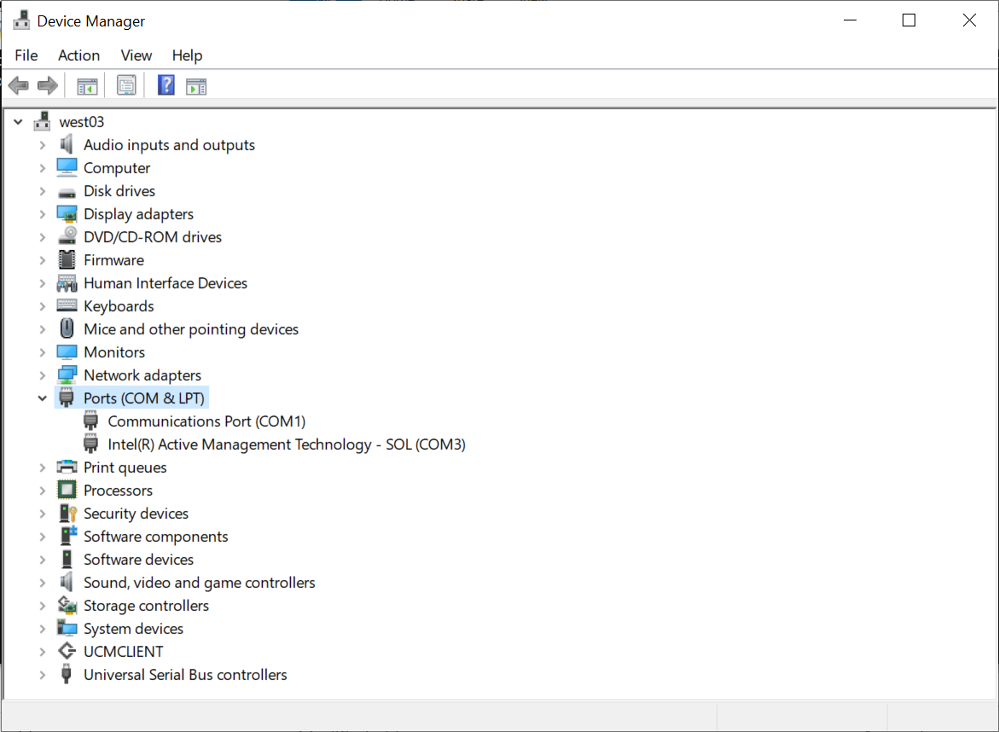 Device Manager
File Action View Help
west03
Audio inputs and outputs
Computer
Disk drives
Display adapters
DVD/CD-ROM drives
Firmware
Human Interface Devices
Keyboards
Mice and other pointing devices
Monitors
Network adapters
Ports (COM & LPT)
Communications Port (COM1)
Intel(R) Active Management Technology - SOL (COM3)
Print queues
Processors
Security devices
Software components
Software devices
Sound, video and game controllers
Storage controllers
System devices
UCMCLIENT
Universal Serial Bus controllers